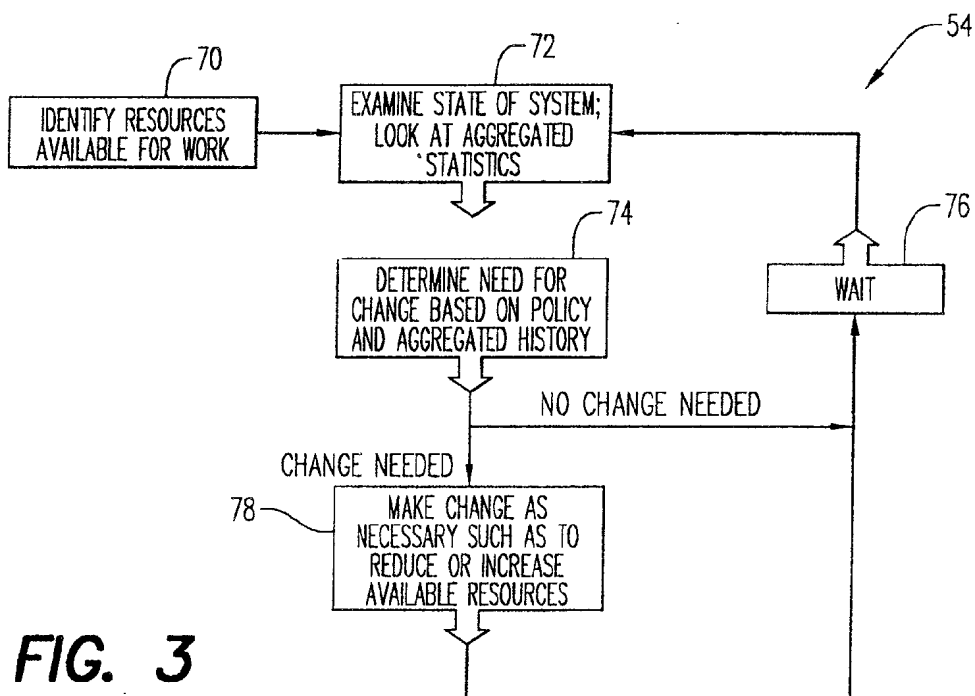 54
70
IDENTIFY RESOURCES
AVAILABLE FOR WORK
72
EXAMINE STATE OF SYSTEM;
LOOK AT AGGREGATED
STATISTICS
74
DETERMINE NEED FOR
CHANGE BASED ON POLICY
AND AGGREGATED HISTORY
76
WAIT
NO CHANGE NEEDED
CHANGE NEEDED
78
MAKE CHANGE AS
NECESSARY SUCH AS TO
REDUCE OR INCREASE
AVAILABLE RESOURCES
FIG. 3